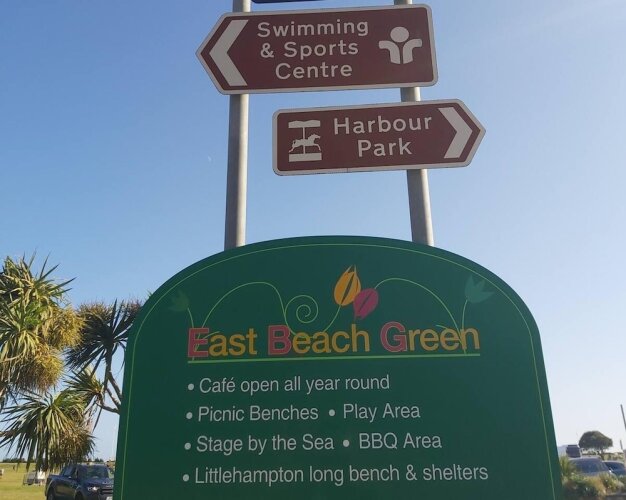 Swimming
& Sports
Centre
Harbour
Park
East Beach Green
• Café open all year round
• Picnic Benches • Play Area
• Stage by the Sea • BBQ Area
• Littlehampton long bench & shelters